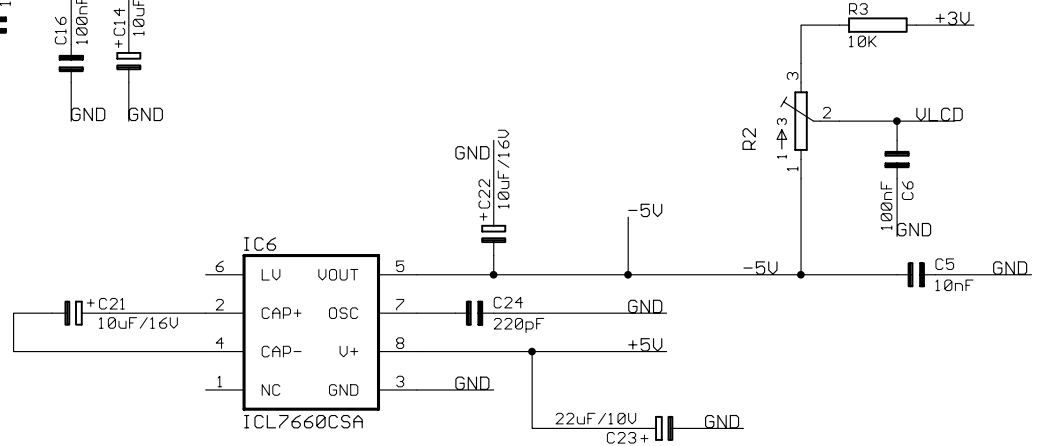 C16
100nF
+C14
10uF
GND
GND
R3
10K
+3V
3
2
VLCD
R2
1 3
1
100nF
C6
GND
GND
+C22
10uF/16V
-5V
IC6
6 LV VOUT 5
-5V
C5
10nF
GND
+C21
10uF/16V
2 CAP+ OSC 7
C24
220pF
GND
4 CAP- V+ 8
+5V
1 NC GND 3
GND
ICL7660CSA
22uF/10V
C23+
GND